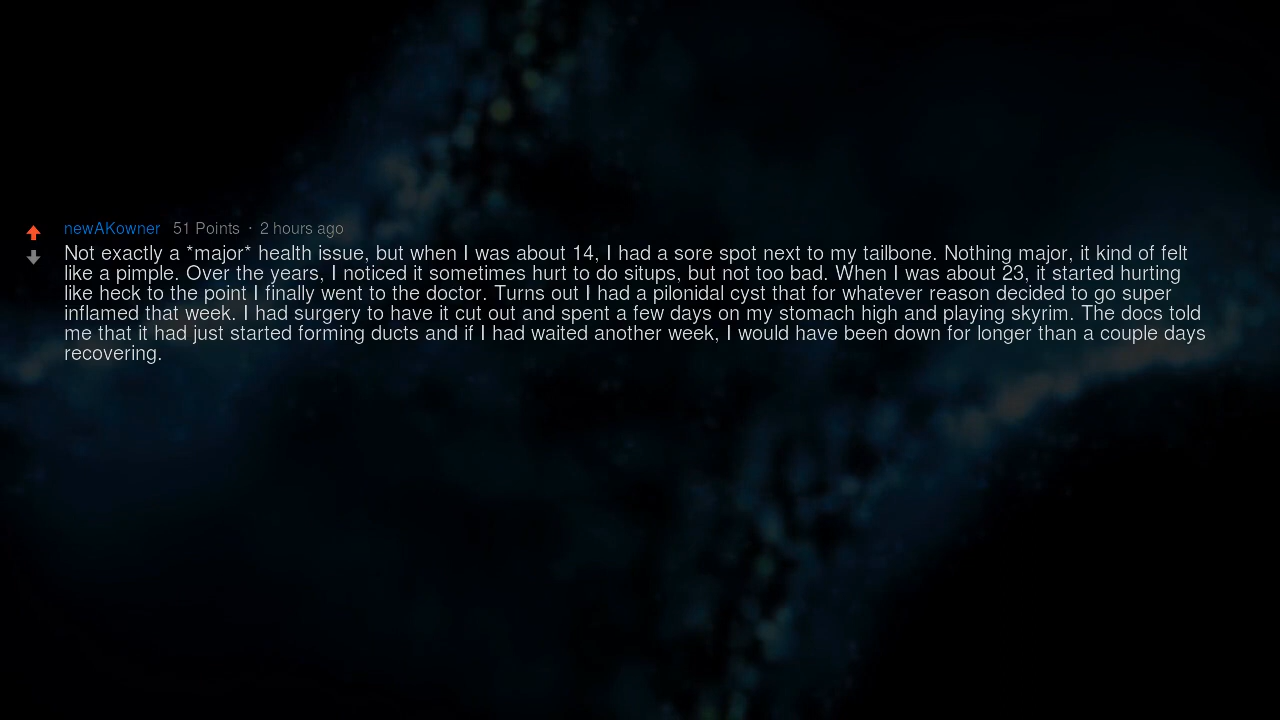 newAKowner 51 Points · 2 hours ago
Not exactly a *major* health issue, but when I was about 14, I had a sore spot next to my tailbone. Nothing major, it kind of felt
like a pimple. Over the years, I noticed it sometimes hurt to do situps, but not too bad. When I was about 23, it started hurting
like heck to the point I finally went to the doctor. Turns out I had a pilonidal cyst that for whatever reason decided to go super
inflamed that week. I had surgery to have it cut out and spent a few days on my stomach high and playing skyrim. The docs told
me that it had just started forming ducts and if I had waited another week, I would have been down for longer than a couple days
recovering.